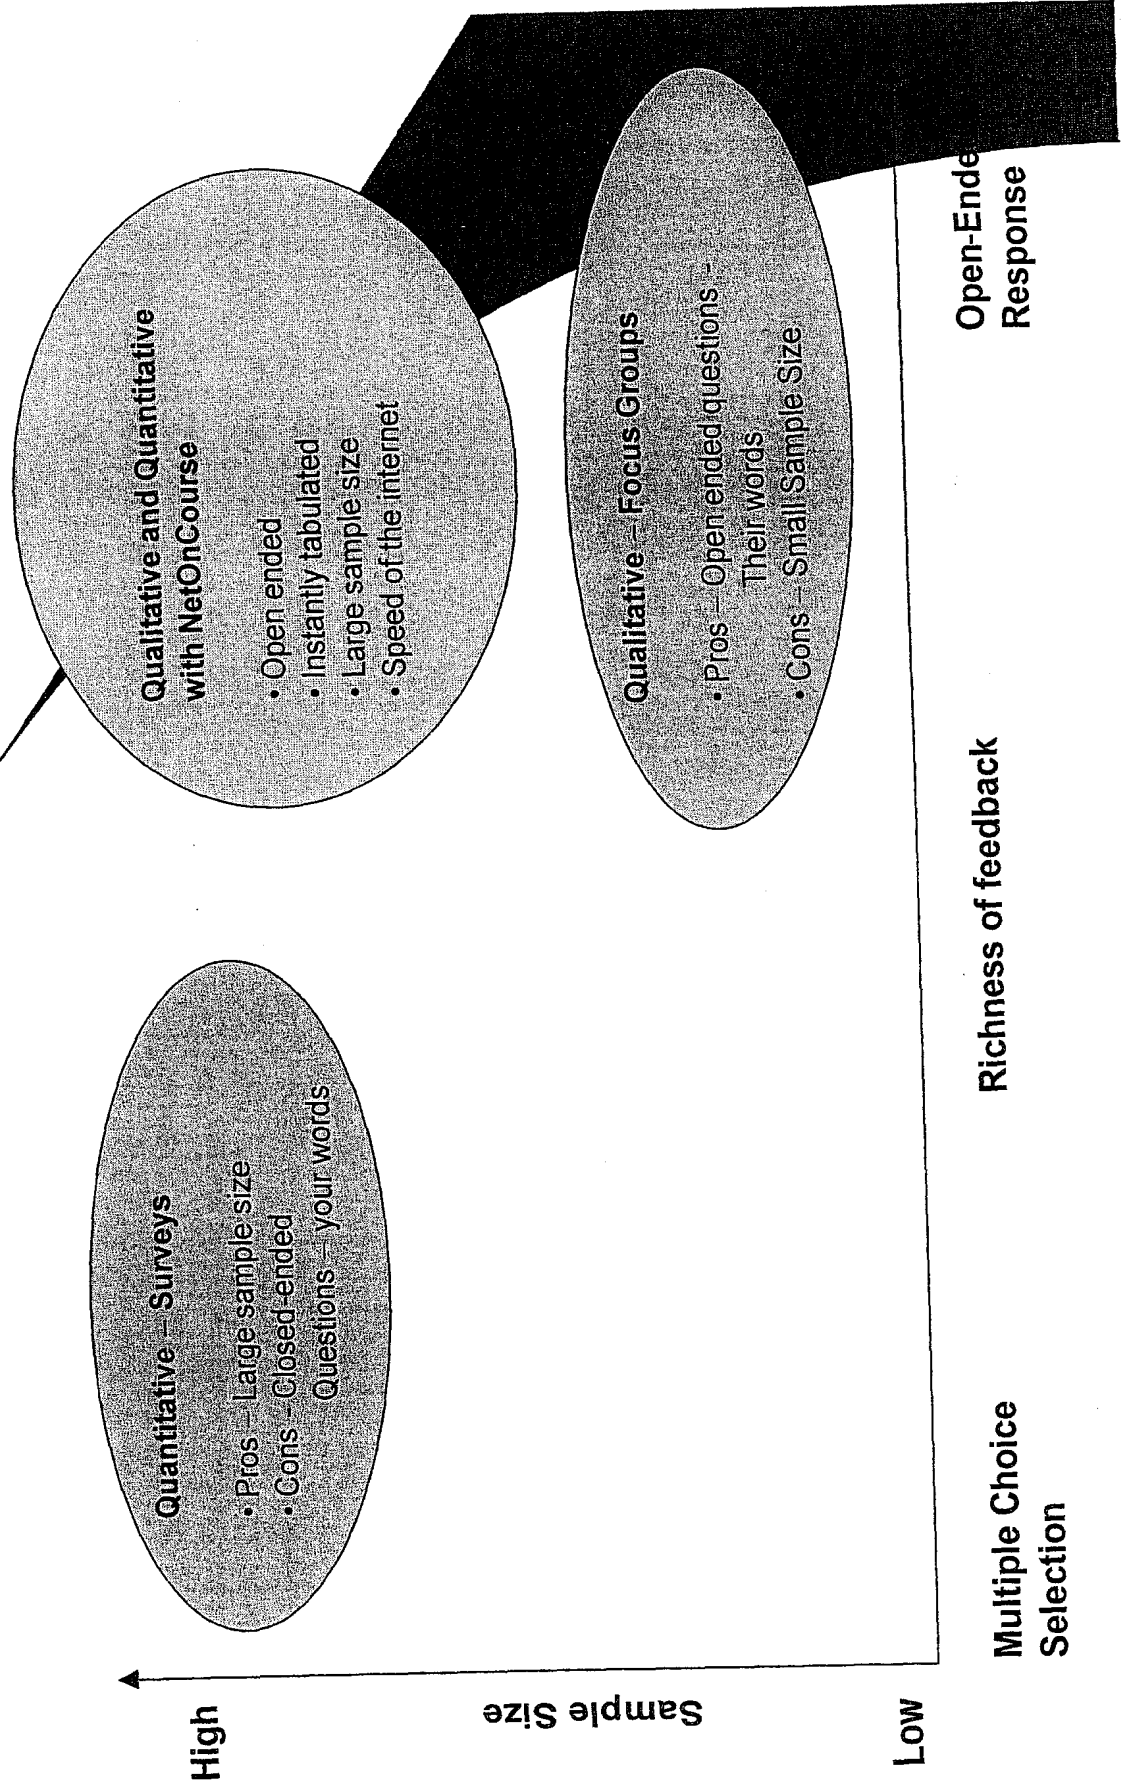 High
Sample Size
Low
Quantitative – Surveys
• Pros – Large sample size
• Cons – Closed-ended
Questions – your words
Qualitative and Quantitative
with NetOnCourse
• Open ended
• Instantly tabulated
• Large sample size
• Speed of the internet
Qualitative – Focus Groups
• Pros – Open ended questions -
Their words
• Cons – Small Sample Size
Multiple Choice
Selection
Richness of feedback
Open-Ende
Response